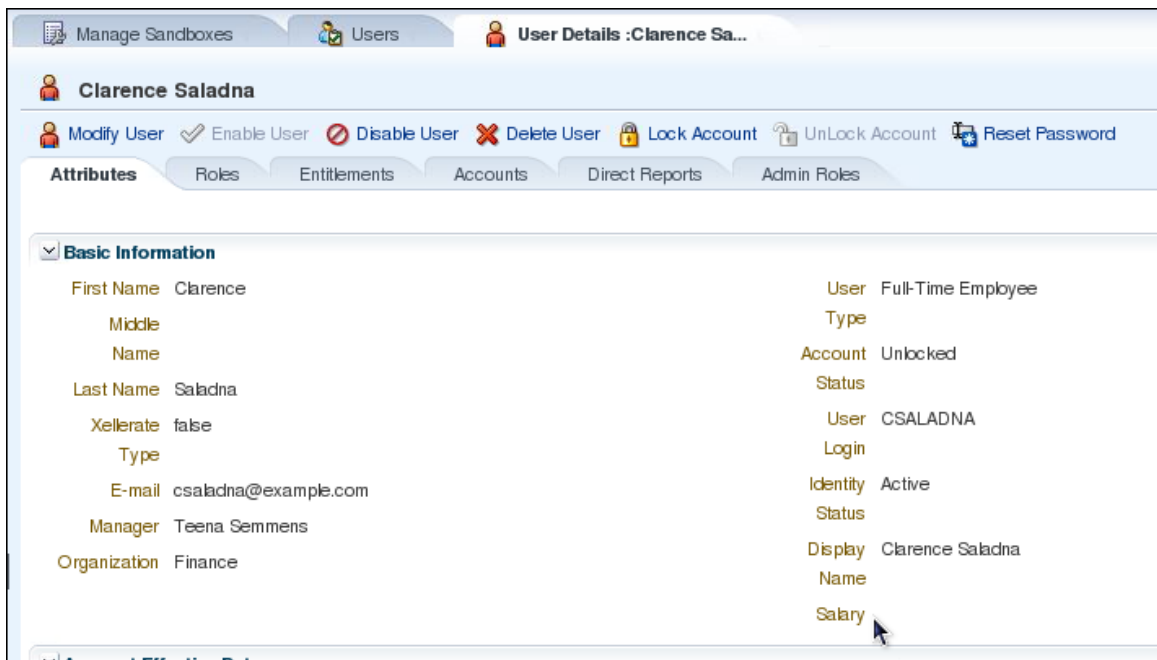 Manage Sandboxes Users User Details :Clarence Sa...
Clarence Saladna
Modify User Enable User Disable User Delete User Lock Account UnLock Account Reset Password
Attributes Roles Entitlements Accounts Direct Reports Admin Roles
Basic Information
First Name Clarence
Middle
Name
Last Name Saladna
Xellerate false
Type
E-mail csaladna@example.com
Manager Teena Semmens
Organization Finance
User Full-Time Employee
Type
Account Unlocked
Status
User CSALADNA
Login
Identity Active
Status
Display Clarence Saladna
Name
Salary